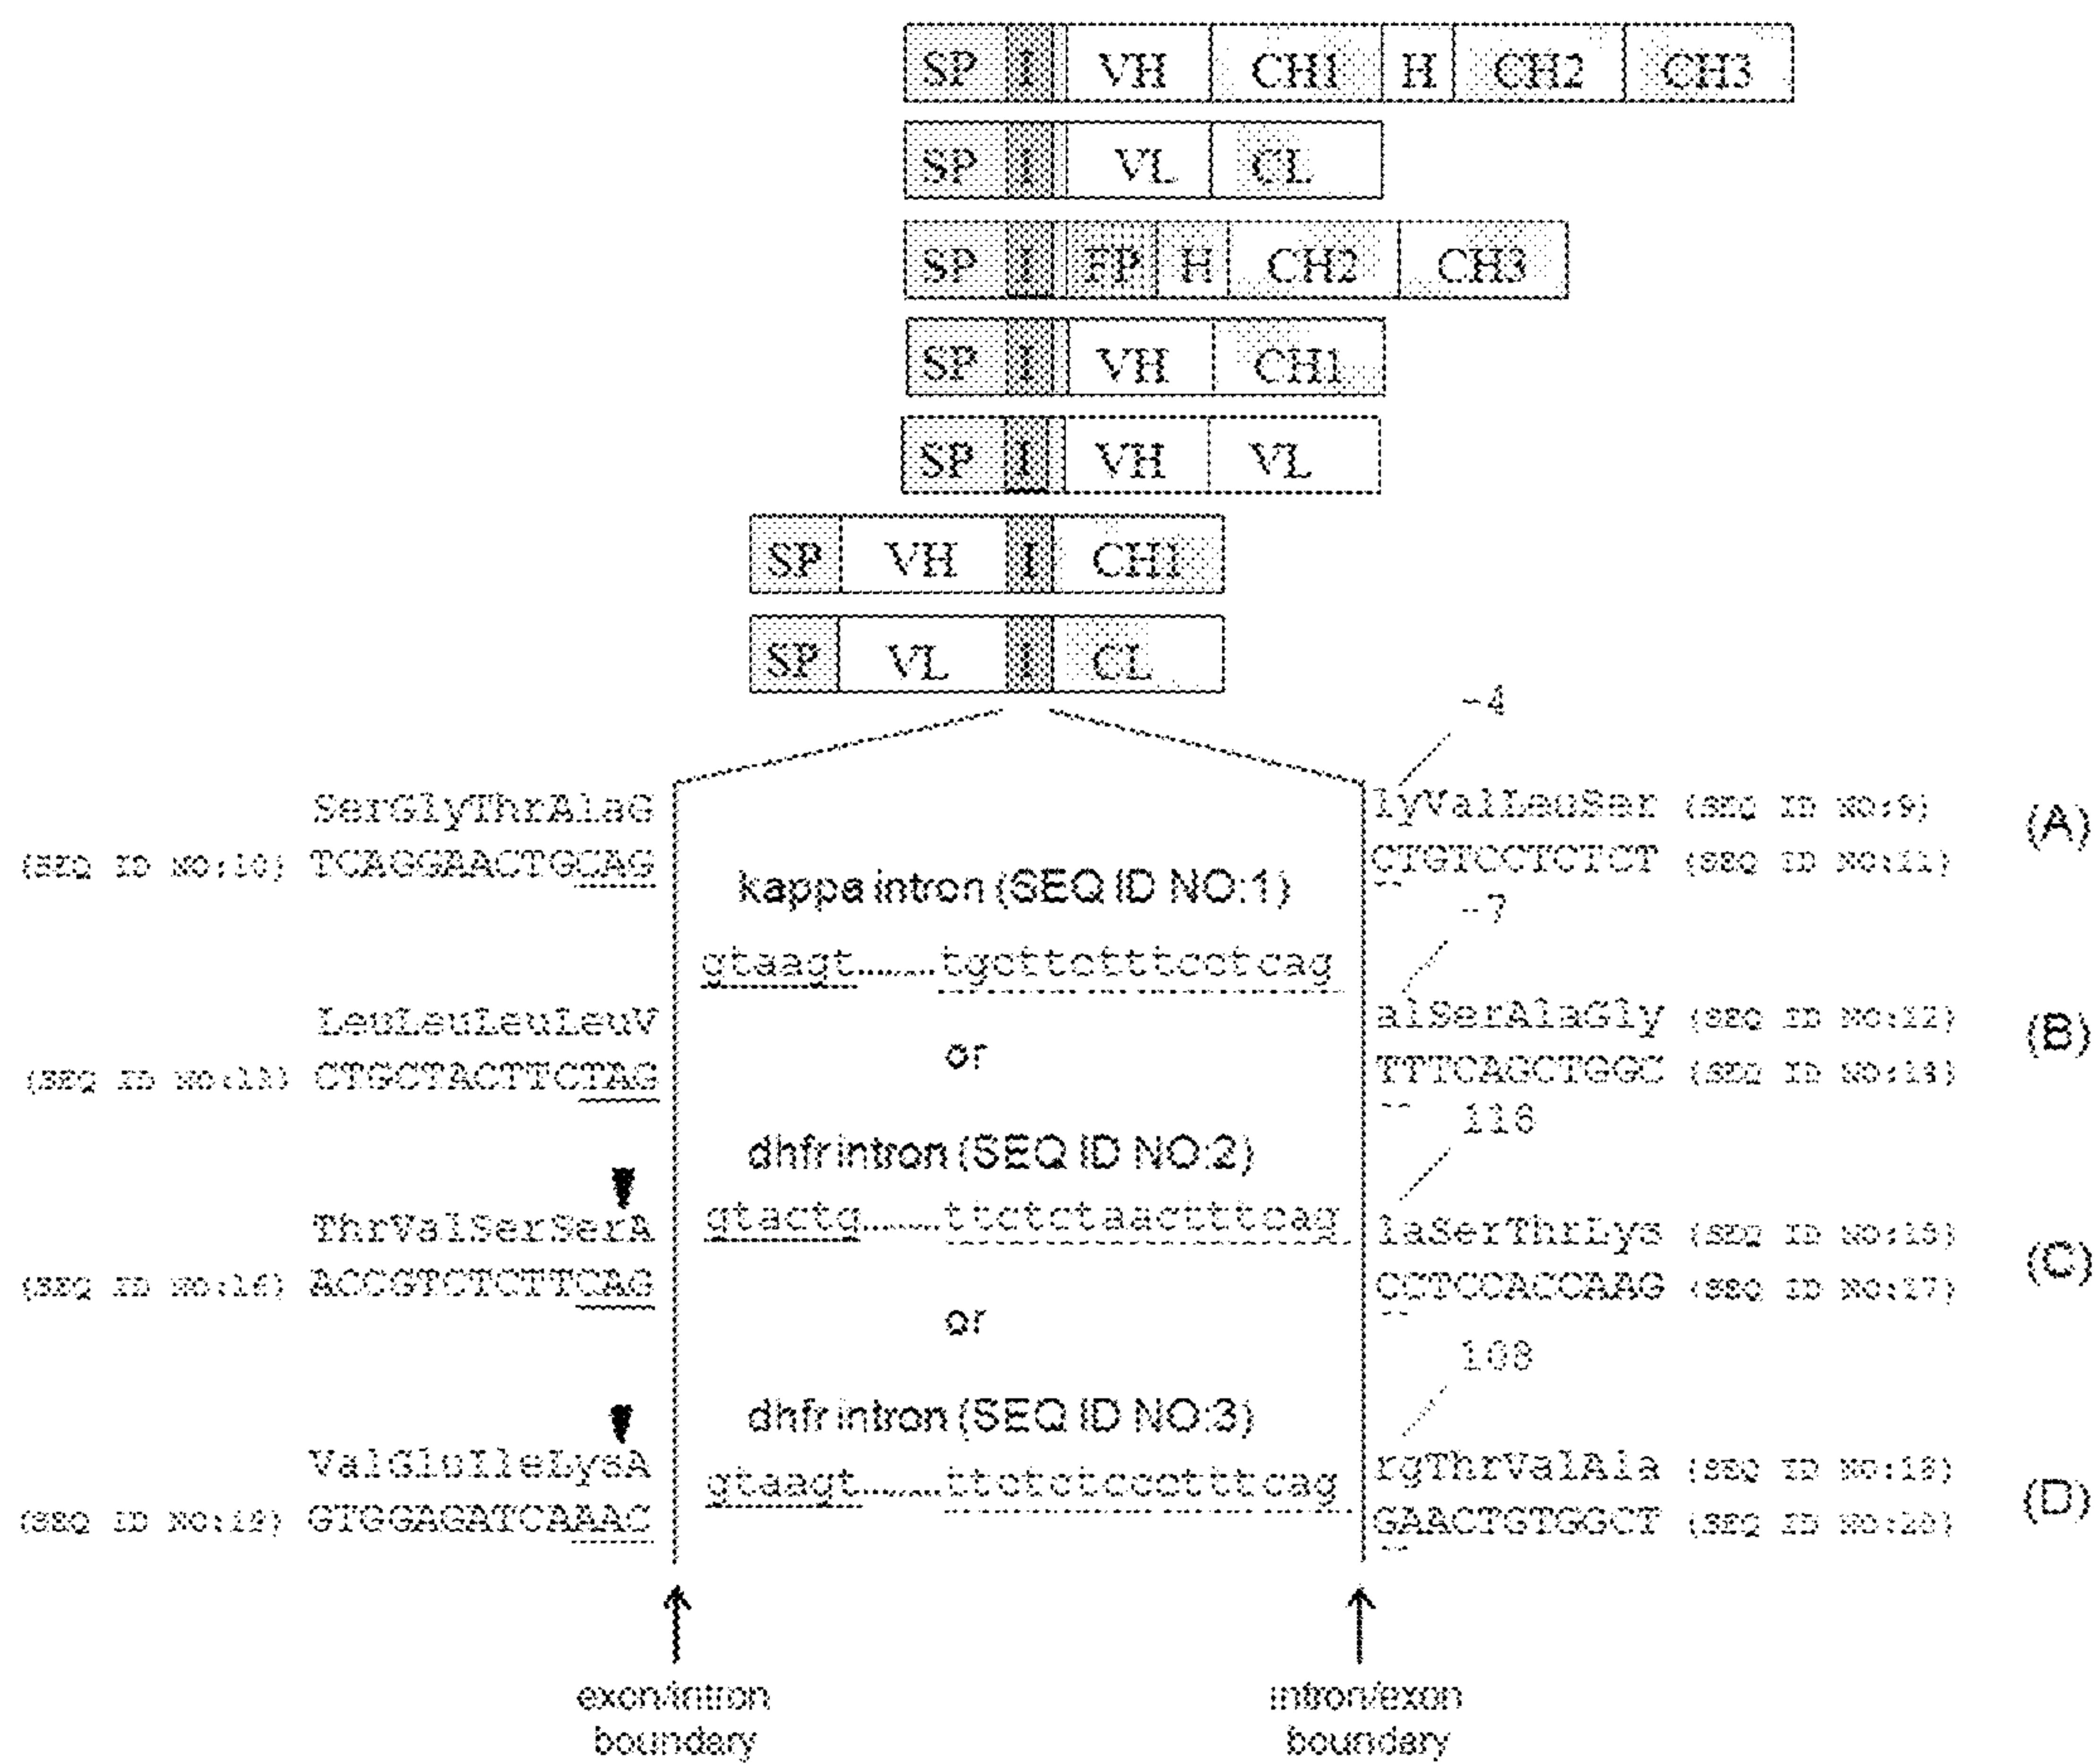 SP I VH CH1 H CH2 CH3
SP I VL CL
SP I FP H CH2 CH3
SP I VH CH1
SP I VH VL
SP VH I CH1
SP VL I CL
-4
SerGlyThrAlaG lyValLeuSer (SEQ ID NO:9) (A)
(SEQ ID NO:10) TCAGGAACTGCAG CTGTCCTCTCT (SEQ ID NO:11)
kappa intron (SEQ ID NO:1)
-7
gtaagt.........tgcttctttcctcag
LeuLeuLeuLeuV alSerAlaGly (SEQ ID NO:12) (B)
or
(SEQ ID NO:13) CTGCTACTTCTAG TTTCAGCTGGC (SEQ ID NO:14)
116
dhfr intron (SEQ ID NO:2)
gtactg.........ttctctaactttcag
ThrValSerSerA laSerThrLys (SEQ ID NO:15) (C)
(SEQ ID NO:16) ACCGTCTCTTCAG CCTCCACCAAG (SEQ ID NO:17)
or
108
dhfr intron (SEQ ID NO:3)
ValGluIleLysA rgThrValAla (SEQ ID NO:18) (D)
gtaagt.........ttctctccctttcag
(SEQ ID NO:19) GTGGAGATCAAAC GAACTGTGGCT (SEQ ID NO:20)
exon/intron
boundary
intron/exon
boundary